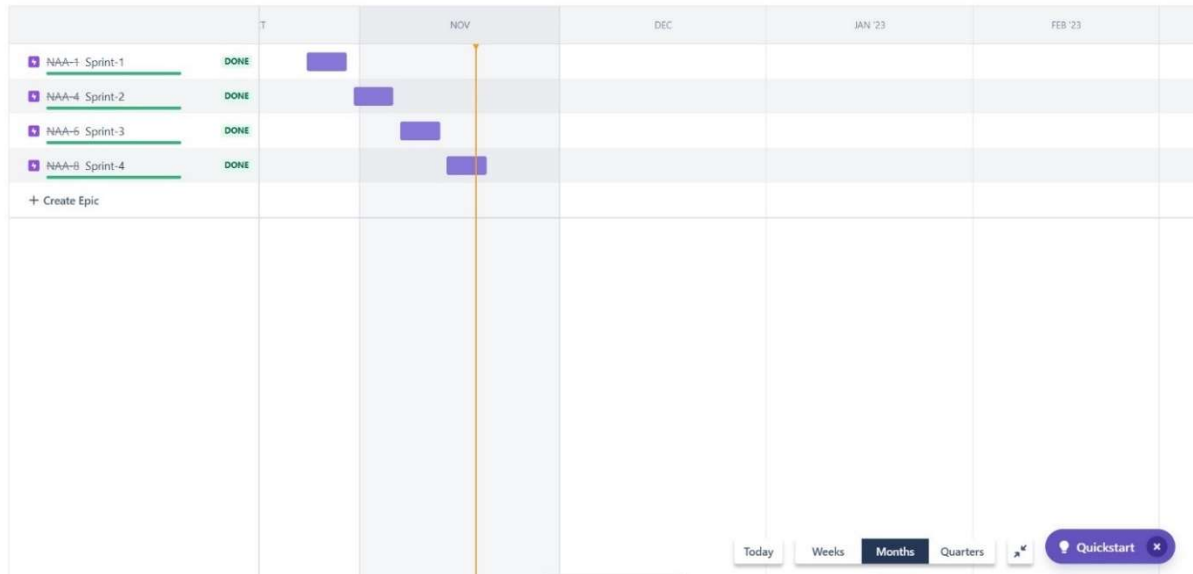 T NOV DEC JAN '23 FEB '23
NAA-1 Sprint-1 DONE
NAA-4 Sprint-2 DONE
NAA-6 Sprint-3 DONE
NAA-8 Sprint-4 DONE
+ Create Epic
Today Weeks Months Quarters Quickstart